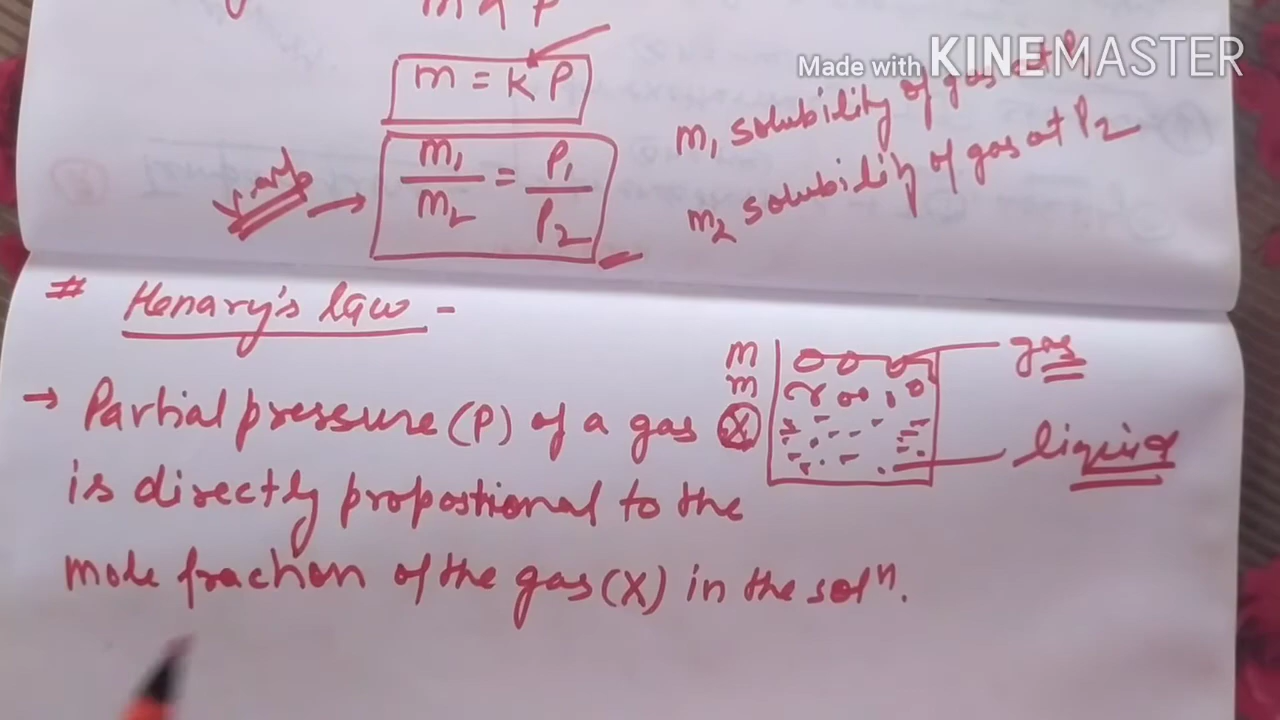 m ∝ P
Made with KINEMASTER
m = K P
m₁ / m₂ = P₁ / P₂
m₁ solubility of gas at P₁
m₂ solubility of gas at P₂
# Henary's law -
→ Partial pressure (P) of a gas
is directly propostional to the
mole fraction of the gas (X) in the solⁿ.
m
m
X
gas
liquid